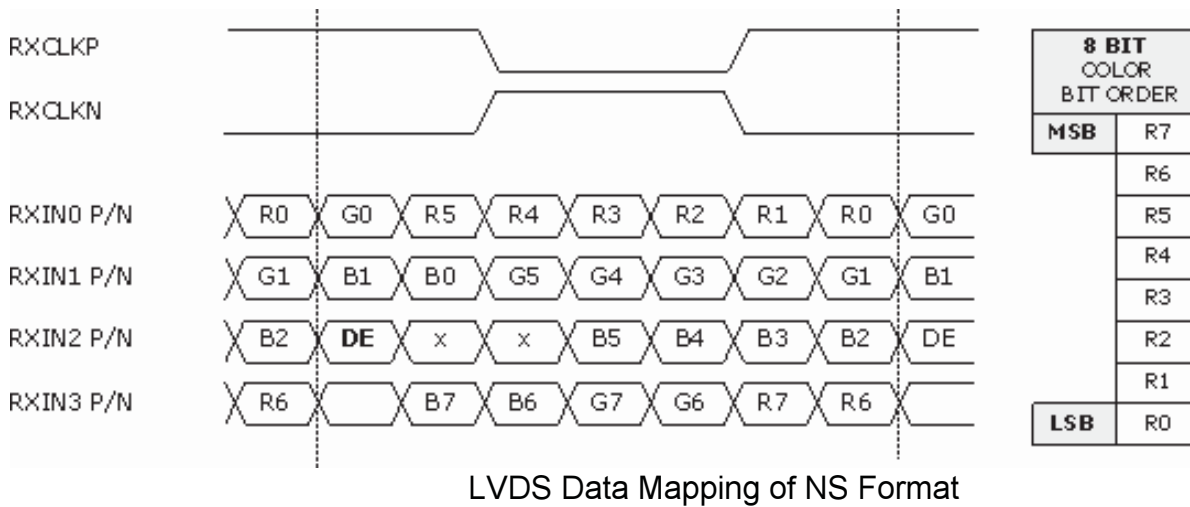 RXCLKP
RXCLKN
RXIN0 P/N R0 G0 R5 R4 R3 R2 R1 R0 G0
RXIN1 P/N G1 B1 B0 G5 G4 G3 G2 G1 B1
RXIN2 P/N B2 DE x x B5 B4 B3 B2 DE
RXIN3 P/N R6 B7 B6 G7 G6 R7 R6
8 BIT
COLOR
BIT ORDER
MSB R7
R6
R5
R4
R3
R2
R1
LSB R0
LVDS Data Mapping of NS Format